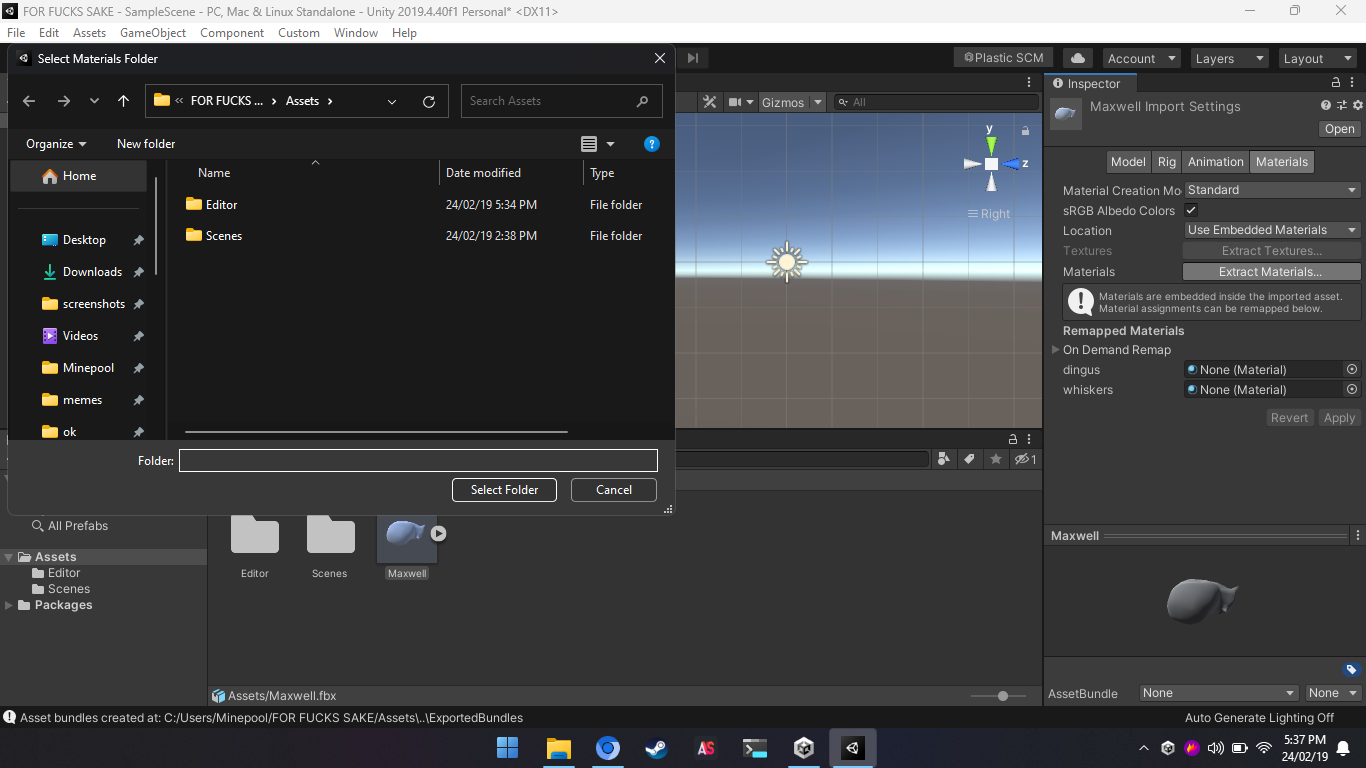 FOR FUCKS SAKE - SampleScene - PC, Mac & Linux Standalone - Unity 2019.4.40f1 Personal* <DX11>
File Edit Assets GameObject Component Custom Window Help
Select Materials Folder
Plastic SCM
Account
Layers
Layout
« FOR FUCKS ... > Assets >
Search Assets
Organize
New folder
Home
Desktop
Downloads
screenshots
Videos
Minepool
memes
ok
Name Date modified Type
Editor 24/02/19 5:34 PM File folder
Scenes 24/02/19 2:38 PM File folder
Folder:
Select Folder
Cancel
Gizmos
All
y
z
Right
1
Inspector
Maxwell Import Settings
Open
Model Rig Animation Materials
Material Creation Mo Standard
sRGB Albedo Colors
Location Use Embedded Materials
Textures Extract Textures...
Materials Extract Materials...
Materials are embedded inside the imported asset.
Material assignments can be remapped below.
Remapped Materials
On Demand Remap
dingus None (Material)
whiskers None (Material)
Revert Apply
All Prefabs
Assets
Editor
Scenes
Packages
Editor
Scenes
Maxwell
Assets/Maxwell.fbx
Maxwell
AssetBundle None None
Asset bundles created at: C:/Users/Minepool/FOR FUCKS SAKE/Assets\..\ExportedBundles
Auto Generate Lighting Off
AS
5:37 PM
24/02/19